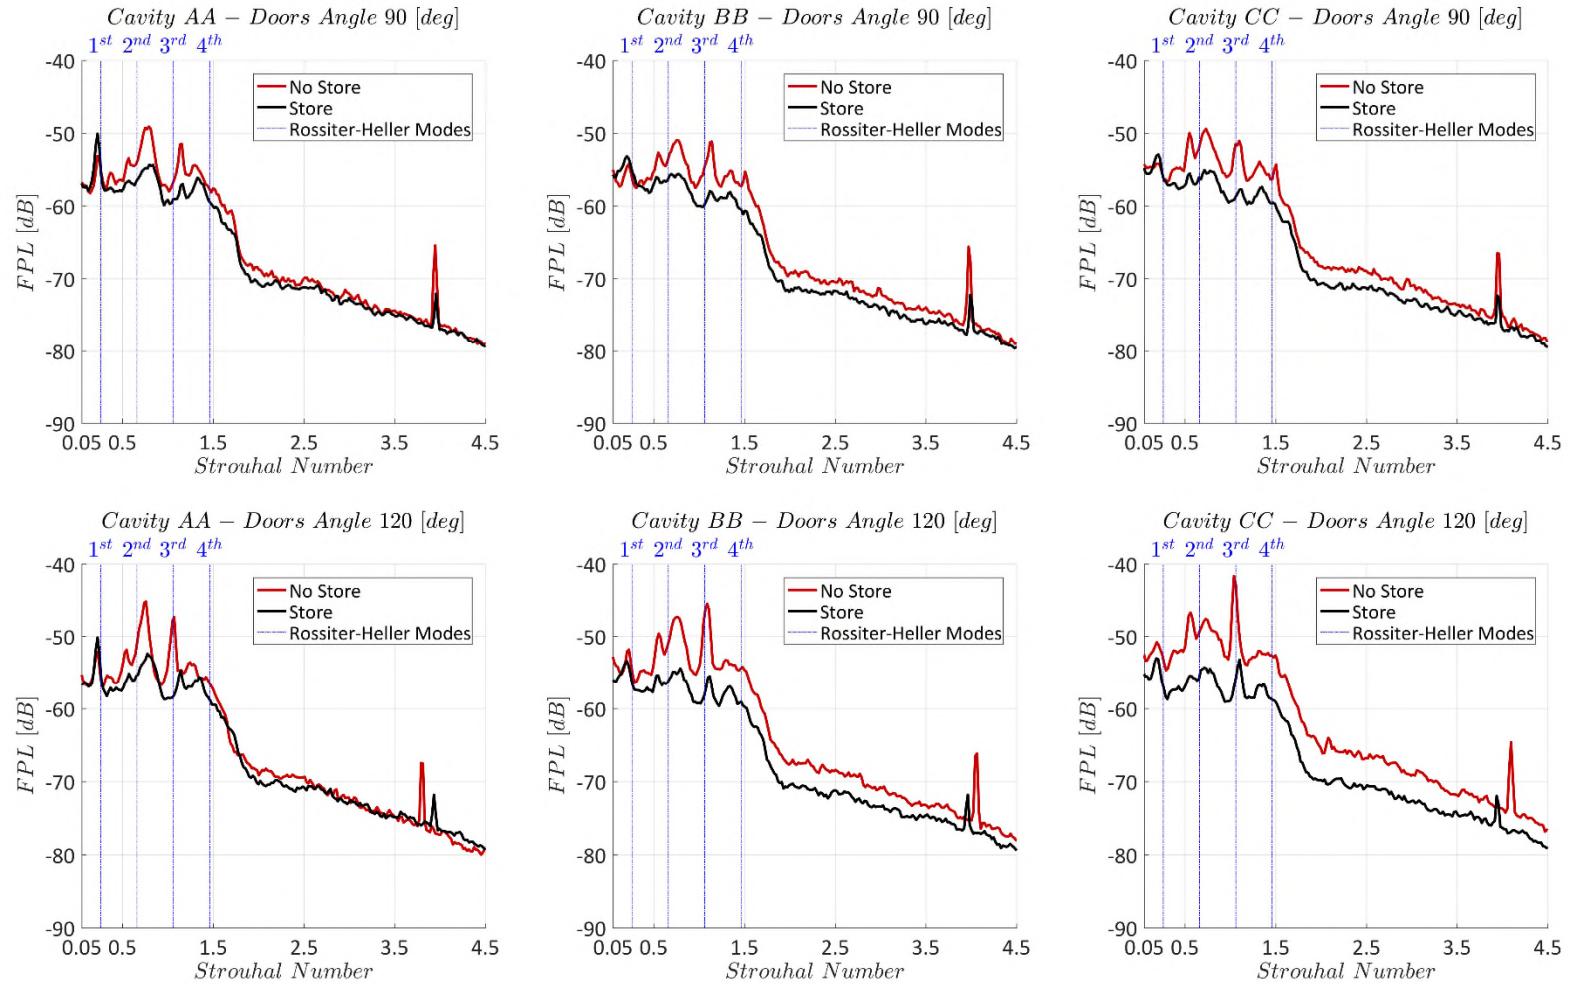 Cavity AA − Doors Angle 90 [deg]
1st 2nd 3rd 4th
-40
-50
-60
-70
-80
-90
FPL [dB]
No Store
Store
Rossiter-Heller Modes
0.05 0.5 1.5 2.5 3.5 4.5
Strouhal Number
Cavity BB − Doors Angle 90 [deg]
1st 2nd 3rd 4th
-40
-50
-60
-70
-80
-90
FPL [dB]
No Store
Store
Rossiter-Heller Modes
0.05 0.5 1.5 2.5 3.5 4.5
Strouhal Number
Cavity CC − Doors Angle 90 [deg]
1st 2nd 3rd 4th
-40
-50
-60
-70
-80
-90
FPL [dB]
No Store
Store
Rossiter-Heller Modes
0.05 0.5 1.5 2.5 3.5 4.5
Strouhal Number
Cavity AA − Doors Angle 120 [deg]
1st 2nd 3rd 4th
-40
-50
-60
-70
-80
-90
FPL [dB]
No Store
Store
Rossiter-Heller Modes
0.05 0.5 1.5 2.5 3.5 4.5
Strouhal Number
Cavity BB − Doors Angle 120 [deg]
1st 2nd 3rd 4th
-40
-50
-60
-70
-80
-90
FPL [dB]
No Store
Store
Rossiter-Heller Modes
0.05 0.5 1.5 2.5 3.5 4.5
Strouhal Number
Cavity CC − Doors Angle 120 [deg]
1st 2nd 3rd 4th
-40
-50
-60
-70
-80
-90
FPL [dB]
No Store
Store
Rossiter-Heller Modes
0.05 0.5 1.5 2.5 3.5 4.5
Strouhal Number